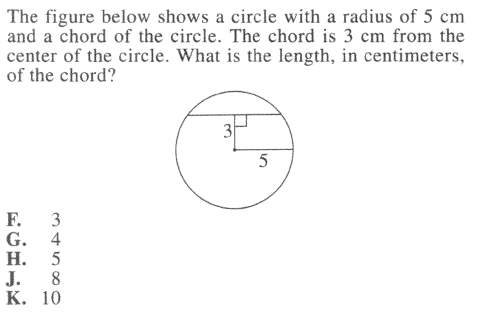 The figure below shows a circle with a radius of 5 cm
and a chord of the circle. The chord is 3 cm from the
center of the circle. What is the length, in centimeters,
of the chord?
3
5
F. 3
G. 4
H. 5
J. 8
K. 10